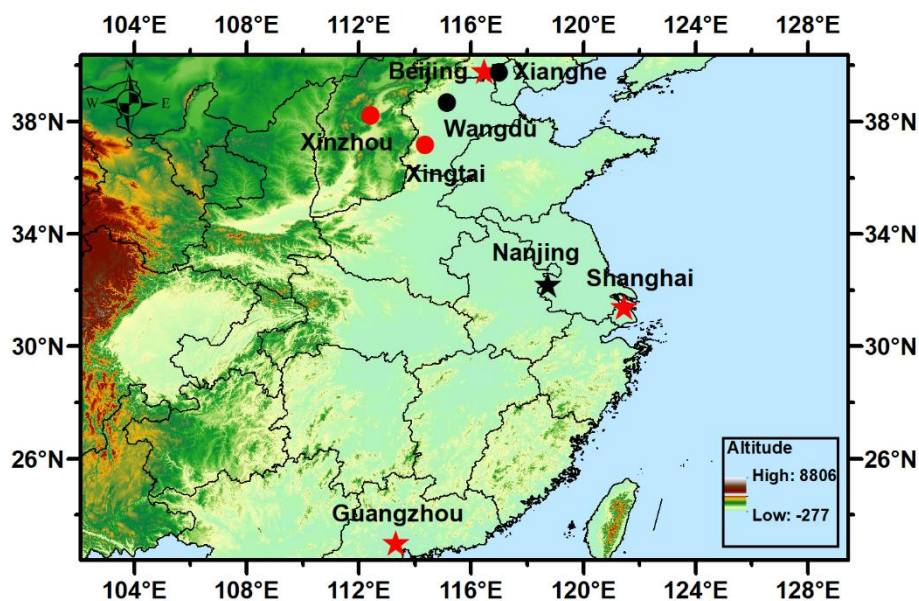 104°E 108°E 112°E 116°E 120°E 124°E 128°E
N
W E
S
Beijing Xianghe
38°N 38°N
Wangdu
Xinzhou
Xingtai
34°N 34°N
Nanjing
Shanghai
30°N 30°N
26°N 26°N
Altitude
High: 8806
Low: -277
Guangzhou
104°E 108°E 112°E 116°E 120°E 124°E 128°E